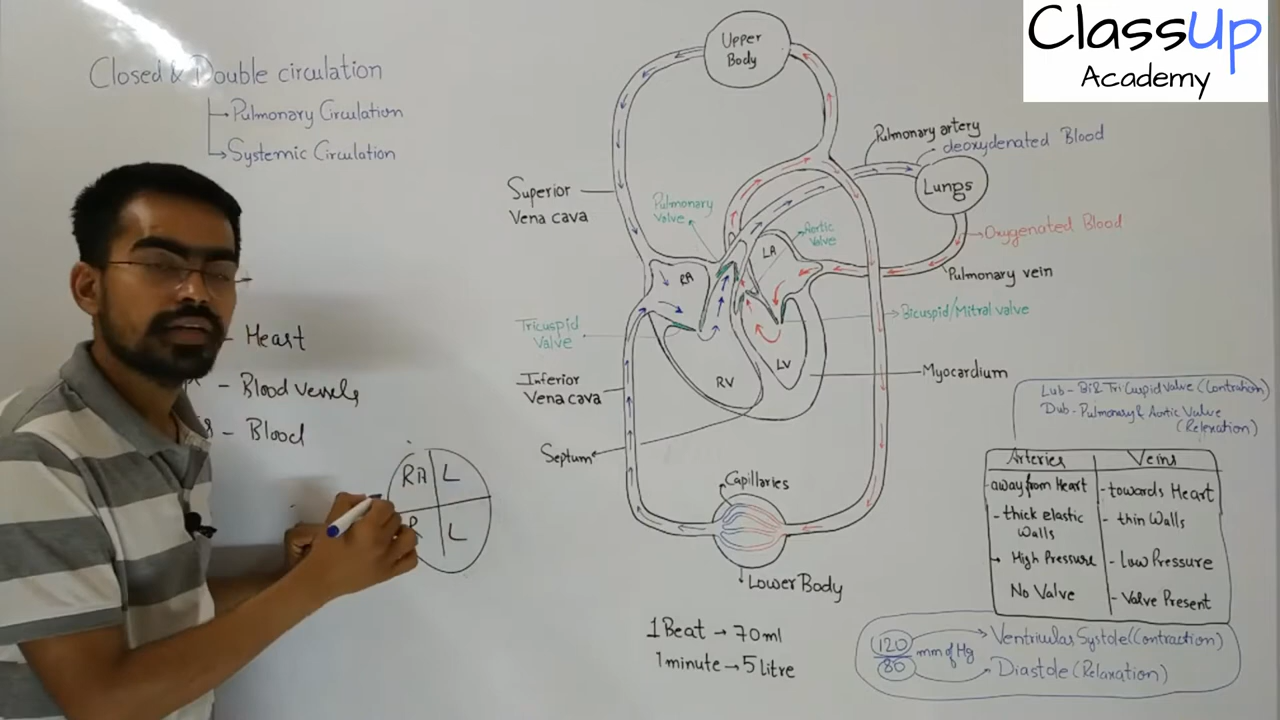 ClassUp
Academy
Closed & Double circulation
Pulmonary Circulation
Systemic Circulation
Heart
- Blood vessels
- Blood
RA
L
R
L
Upper
Body
Superior
Vena cava
Pulmonary
Valve
Pulmonary artery
deoxydenated Blood
Lungs
Aortic
Valve
Oxygenated Blood
Pulmonary vein
RA
LA
Tricuspid
Valve
Bicuspid/Mitral valve
Inferior
Vena cava
RV
LV
Myocardium
Septum
Capillaries
Lower Body
1 Beat → 70 ml
1 minute → 5 litre
Lub - Bi & Tri Cuspid Valve (Contration)
Dub - Pulmonary & Aortic Valve
(Relaxation)
Arteries
Veins
away from Heart
- towards Heart
- thick elastic
walls
- thin Walls
High Pressure
- Low Pressure
No Valve
- Valve Present
120
80
mm of Hg
Ventricular Systole (Contraction)
Diastole (Relaxation)